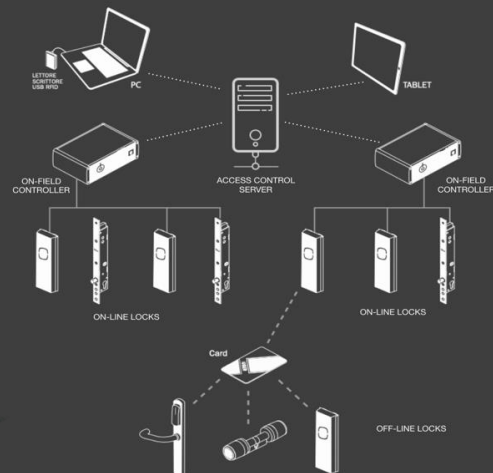 LETTORE
SCRITTORE
USB RFID
PC
TABLET
ON-FIELD
CONTROLLER
ACCESS CONTROL
SERVER
ON-FIELD
CONTROLLER
ON-LINE LOCKS
ON-LINE LOCKS
Card
OFF-LINE LOCKS